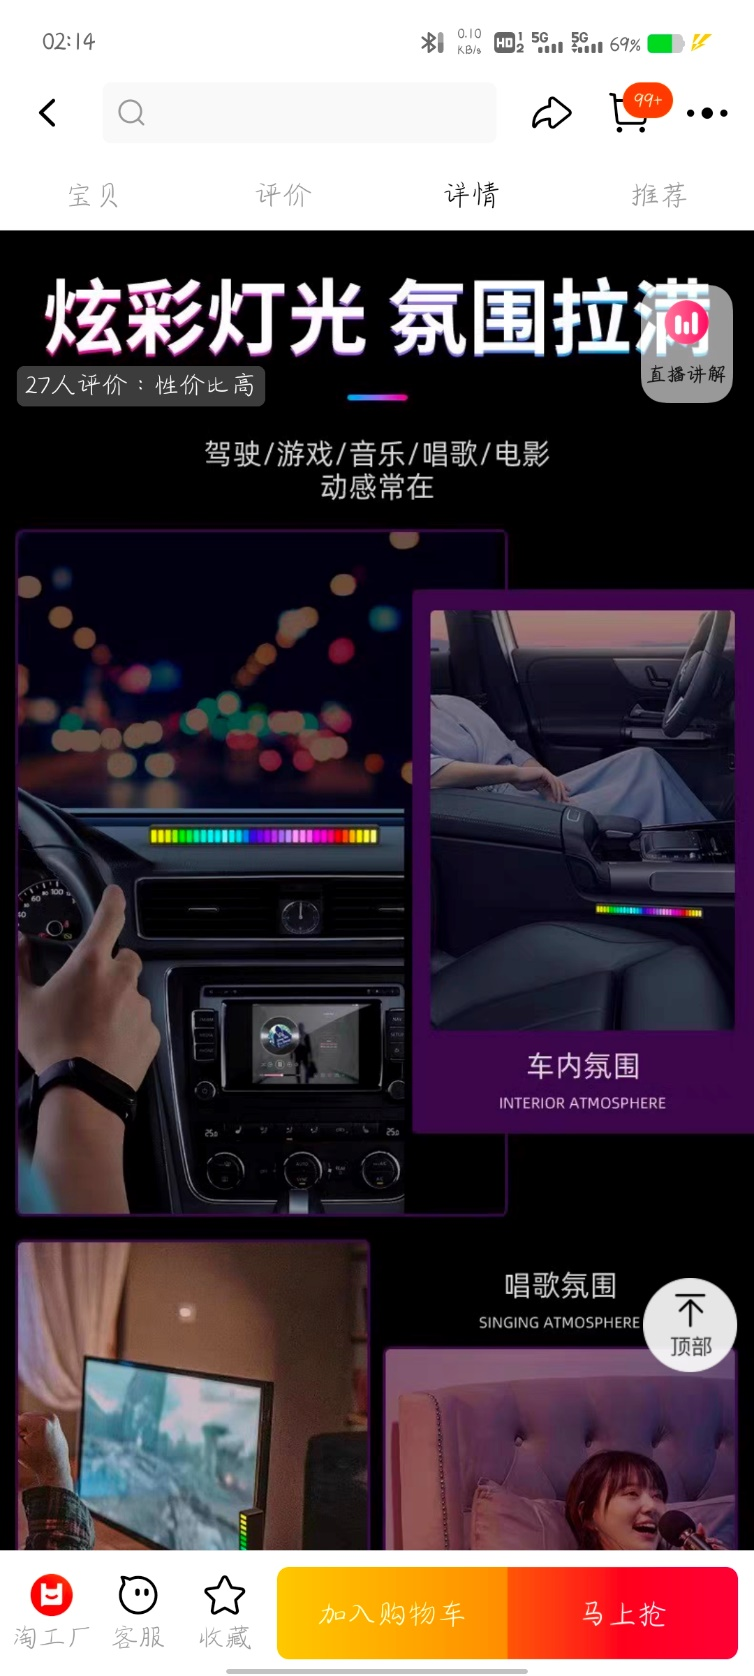 02:14
0.10
KB/s
HD 1 2
5G
5G
69%
99+
宝贝
评价
详情
推荐
炫彩灯光 氛围拉满
直播讲解
27人评价：性价比高
驾驶/游戏/音乐/唱歌/电影
动感常在
车内氛围
INTERIOR ATMOSPHERE
唱歌氛围
SINGING ATMOSPHERE
顶部
淘工厂
客服
收藏
加入购物车
马上抢